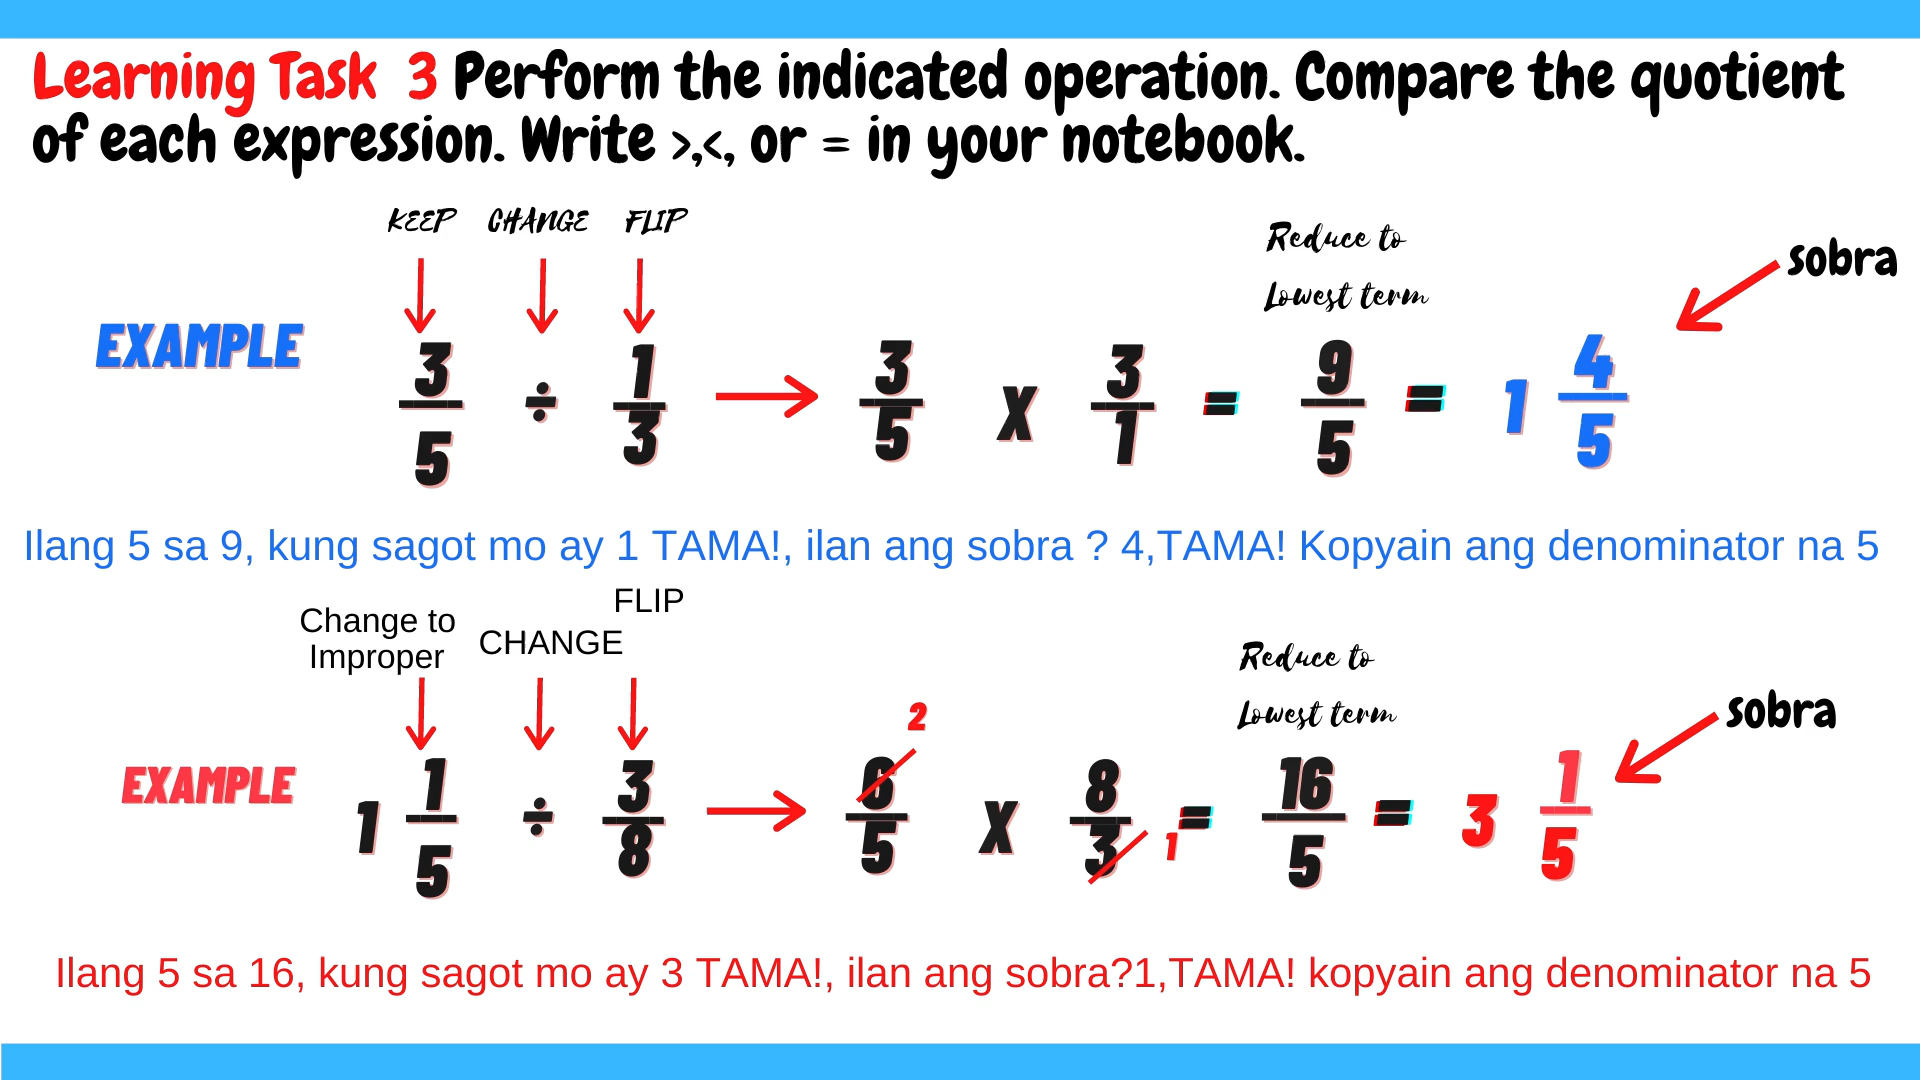 Learning Task 3 Perform the indicated operation. Compare the quotient
of each expression. Write >,<, or = in your notebook.
KEEP CHANGE FLIP
Reduce to
Lowest term
sobra
EXAMPLE
3/5 ÷ 1/3 → 3/5 X 3/1 = 9/5 = 1 4/5
Ilang 5 sa 9, kung sagot mo ay 1 TAMA!, ilan ang sobra ? 4,TAMA! Kopyain ang denominator na 5
Change to
Improper
CHANGE
FLIP
Reduce to
Lowest term
sobra
EXAMPLE
2
1 1/5 ÷ 3/8 → 6/5 X 8/3 = 16/5 = 3 1/5
1
Ilang 5 sa 16, kung sagot mo ay 3 TAMA!, ilan ang sobra?1,TAMA! kopyain ang denominator na 5